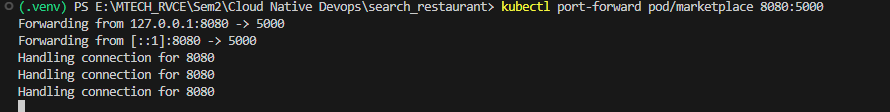 (.venv) PS E:\MTECH_RVCE\Sem2\Cloud Native Devops\search_restaurant> kubectl port-forward pod/marketplace 8080:5000
Forwarding from 127.0.0.1:8080 -> 5000
Forwarding from [::1]:8080 -> 5000
Handling connection for 8080
Handling connection for 8080
Handling connection for 8080